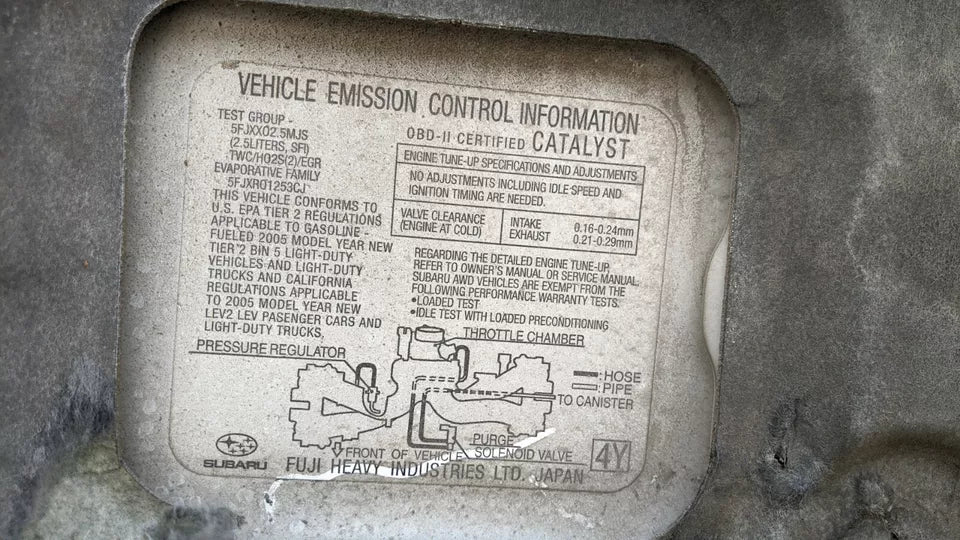 VEHICLE EMISSION CONTROL INFORMATION
TEST GROUP -
5FJXX02.5MJS
(2.5LITERS, SFI)
TWC/HO2S(2)/EGR
EVAPORATIVE FAMILY
5FJXR01253CJ
THIS VEHICLE CONFORMS TO
U.S. EPA TIER 2 REGULATIONS
APPLICABLE TO GASOLINE -
FUELED 2005 MODEL YEAR NEW
TIER 2 BIN 5 LIGHT-DUTY
VEHICLES AND LIGHT-DUTY
TRUCKS AND CALIFORNIA
REGULATIONS APPLICABLE
TO 2005 MODEL YEAR NEW
LEV2 LEV PASENGER CARS AND
LIGHT-DUTY TRUCKS.
OBD-II CERTIFIED CATALYST
ENGINE TUNE-UP SPECIFICATIONS AND ADJUSTMENTS
NO ADJUSTMENTS INCLUDING IDLE SPEED AND
IGNITION TIMING ARE NEEDED.
VALVE CLEARANCE
(ENGINE AT COLD)
INTAKE 0.16-0.24mm
EXHAUST 0.21-0.29mm
REGARDING THE DETAILED ENGINE TUNE-UP,
REFER TO OWNER'S MANUAL OR SERVICE MANUAL.
SUBARU AWD VEHICLES ARE EXEMPT FROM THE
FOLLOWING PERFORMANCE WARRANTY TESTS.
•LOADED TEST
•IDLE TEST WITH LOADED PRECONDITIONING
THROTTLE CHAMBER
PRESSURE REGULATOR
:HOSE
:PIPE
TO CANISTER
PURGE
SOLENOID VALVE
FRONT OF VEHICLE
4Y
SUBARU
FUJI HEAVY INDUSTRIES LTD. JAPAN